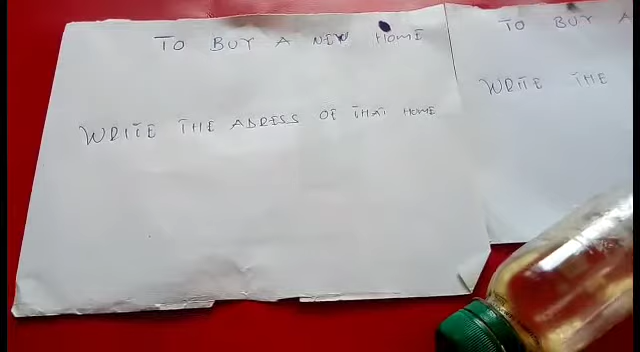 TO BUY A NEW HOME
WRITE THE ADRESS OF THAT HOME
TO BUY A
WRITE THE